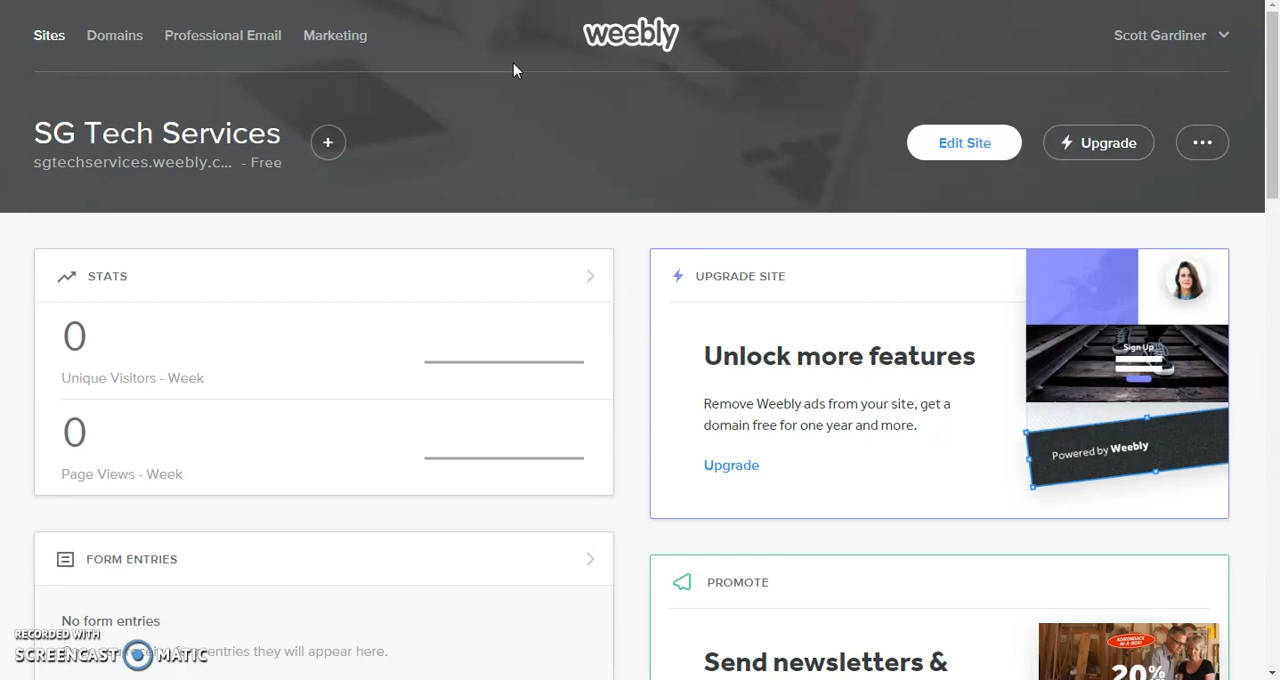 Sites Domains Professional Email Marketing
weebly
Scott Gardiner
SG Tech Services
sgtechservices.weebly.c... - Free
+
Edit Site
Upgrade
STATS
0
Unique Visitors - Week
0
Page Views - Week
UPGRADE SITE
Unlock more features
Remove Weebly ads from your site, get a
domain free for one year and more.
Upgrade
Sign Up
Powered by Weebly
FORM ENTRIES
No form entries
entries they will appear here.
RECORDED WITH
SCREENCAST MATIC
PROMOTE
Send newsletters &
ADIRONDACK
IN-A-BOX!
20%